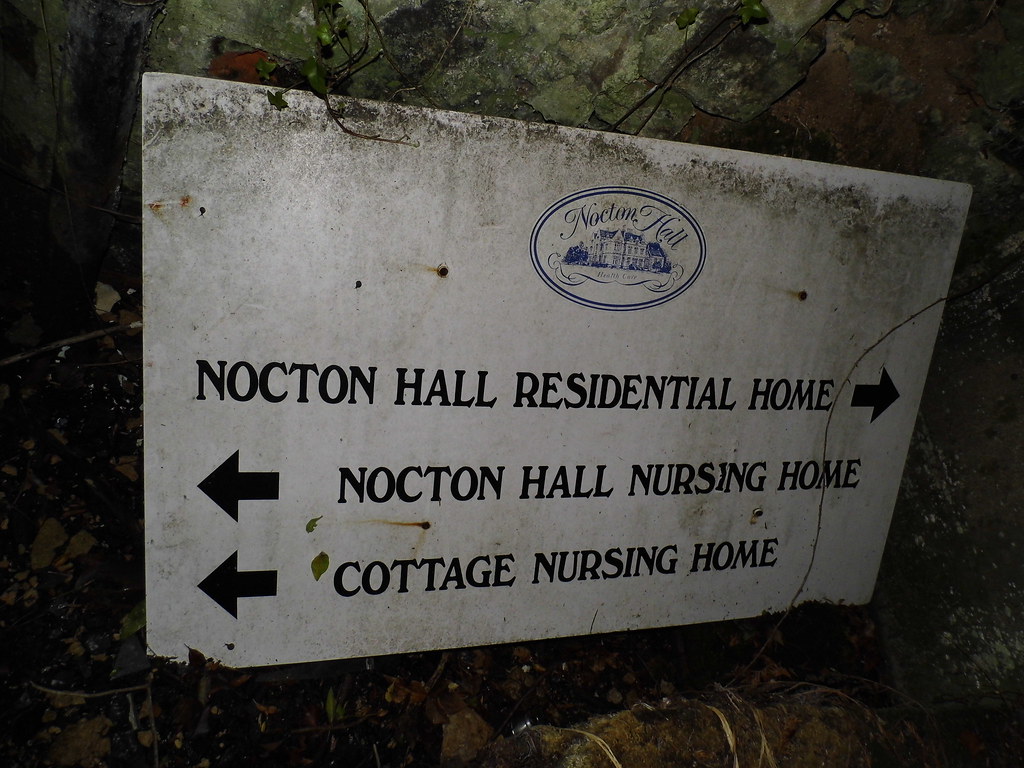 Nocton Hall
Health Care
NOCTON HALL RESIDENTIAL HOME
NOCTON HALL NURSING HOME
COTTAGE NURSING HOME